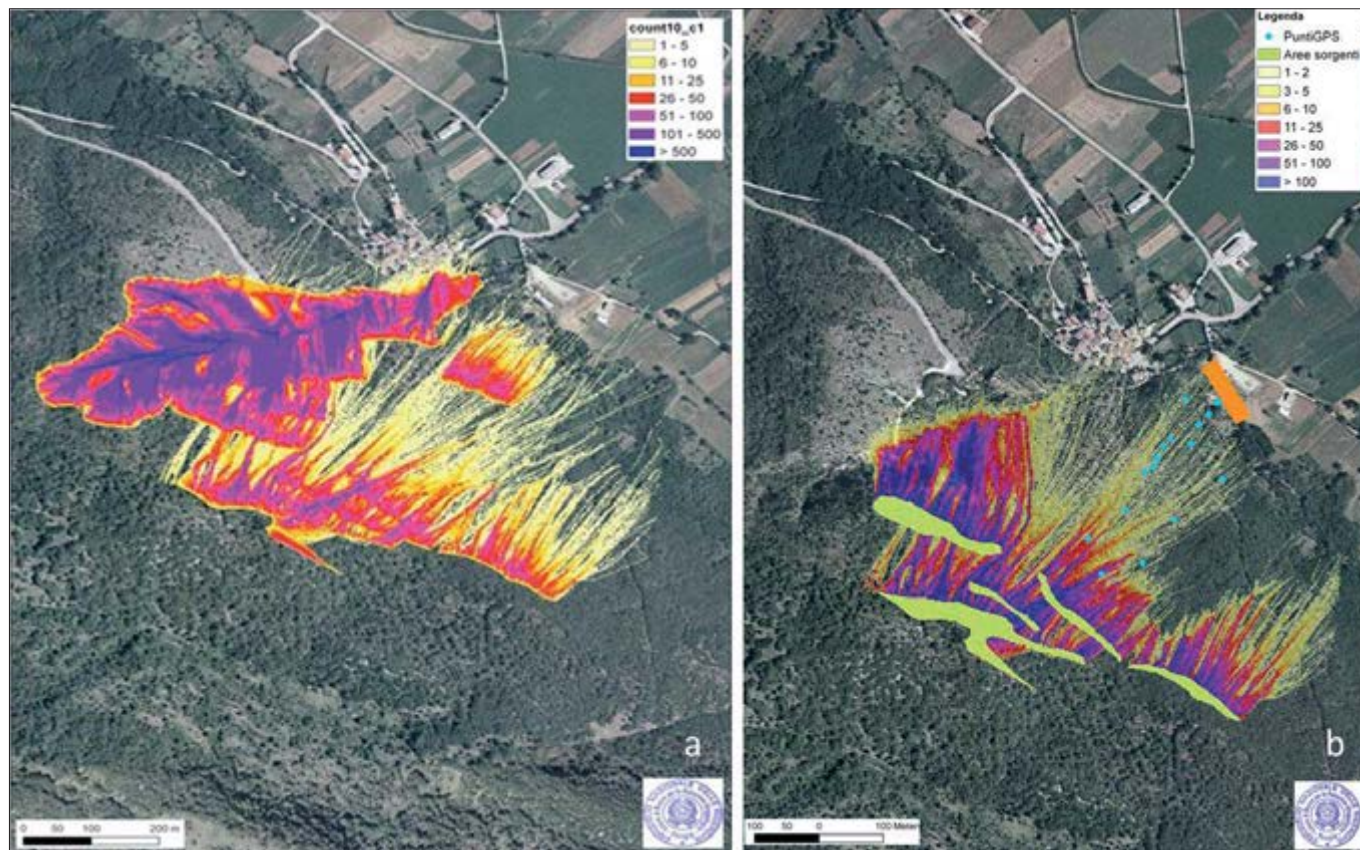 count10_c1
1 - 5
6 - 10
11 - 25
26 - 50
51 - 100
101 - 500
> 500
a
0 50 100 200 m
Legenda
PuntiGPS
Aree sorgenti
1 - 2
3 - 5
6 - 10
11 - 25
26 - 50
51 - 100
> 100
b
100 50 0 100 Meter